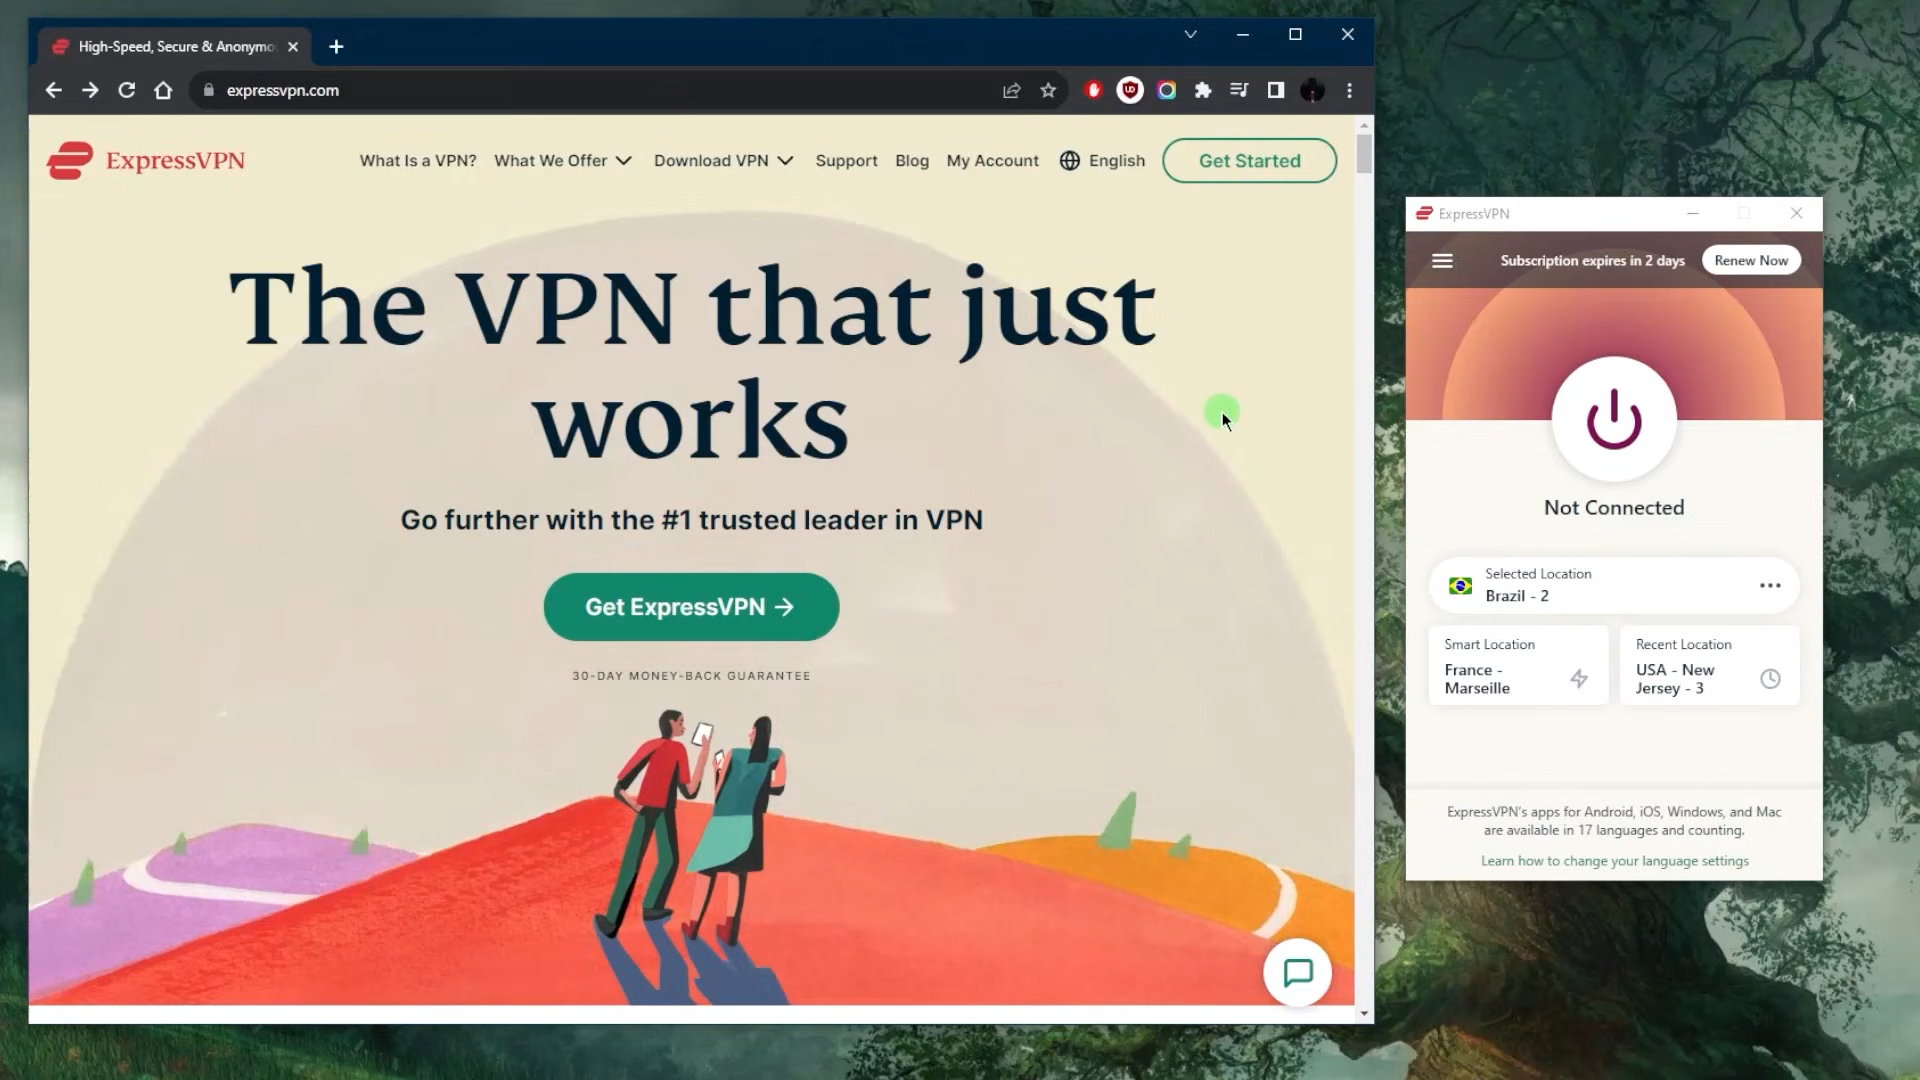 High-Speed, Secure & Anonymo
expressvpn.com
ExpressVPN
What Is a VPN?
What We Offer
Download VPN
Support
Blog
My Account
English
Get Started
The VPN that just
works
Go further with the #1 trusted leader in VPN
Get ExpressVPN →
30-DAY MONEY-BACK GUARANTEE
ExpressVPN
Subscription expires in 2 days
Renew Now
Not Connected
Selected Location
Brazil - 2
Smart Location
France -
Marseille
Recent Location
USA - New
Jersey - 3
ExpressVPN's apps for Android, iOS, Windows, and Mac
are available in 17 languages and counting.
Learn how to change your language settings